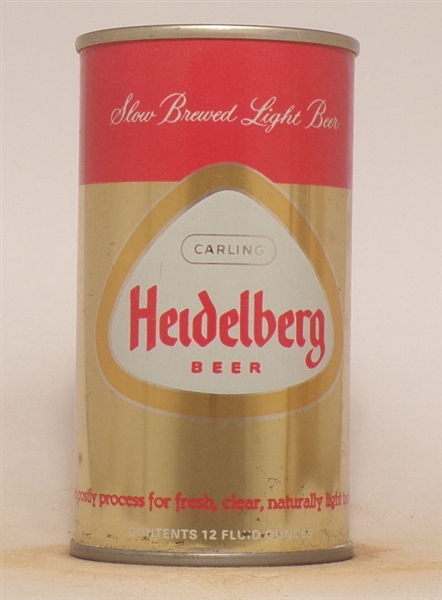 Slow Brewed Light Beer
CARLING
Heidelberg
BEER
costly process for fresh, clear, naturally light
CONTENTS 12 FLUID OUNCES